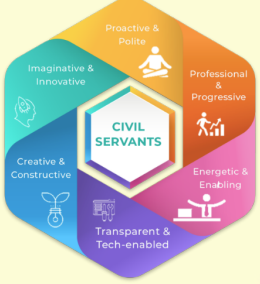 Proactive &
Polite
Imaginative &
Innovative
Professional
&
Progressive
CIVIL
SERVANTS
Creative &
Constructive
Energetic &
Enabling
Transparent &
Tech-enabled